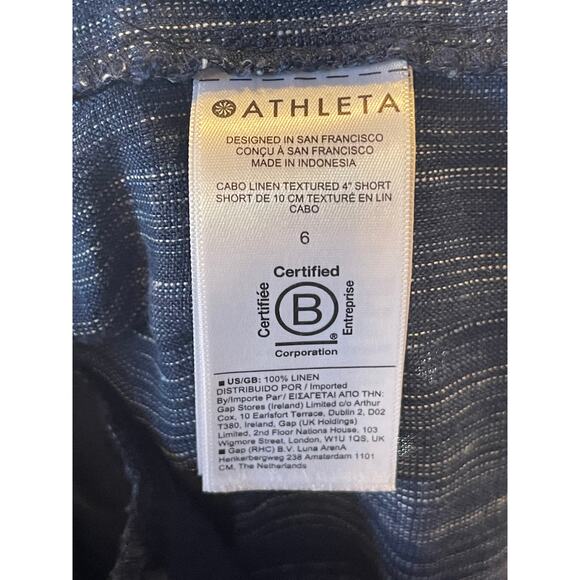 ATHLETA
DESIGNED IN SAN FRANCISCO
CONÇU À SAN FRANCISCO
MADE IN INDONESIA
CABO LINEN TEXTURED 4" SHORT
SHORT DE 10 CM TEXTURÉ EN LIN
CABO
6
Certified
Certifiée
B
Entreprise
®
Corporation
■ US/GB: 100% LINEN
DISTRIBUIDO POR / Imported
By/Importe Par/ ΕΙΣΑΓΕΤΑΙ ΑΠΟ ΤΗΝ:
Gap Stores (Ireland) Limited c/o Arthur
Cox, 10 Earlsfort Terrace, Dublin 2, D02
T380, Ireland, Gap (UK Holdings)
Limited, 2nd Floor Nations House, 103
Wigmore Street, London, W1U 1QS, UK
■ Gap (RHC) B.V. Luna ArenA
Herikerbergweg 238 Amsterdam 1101
CM, The Netherlands